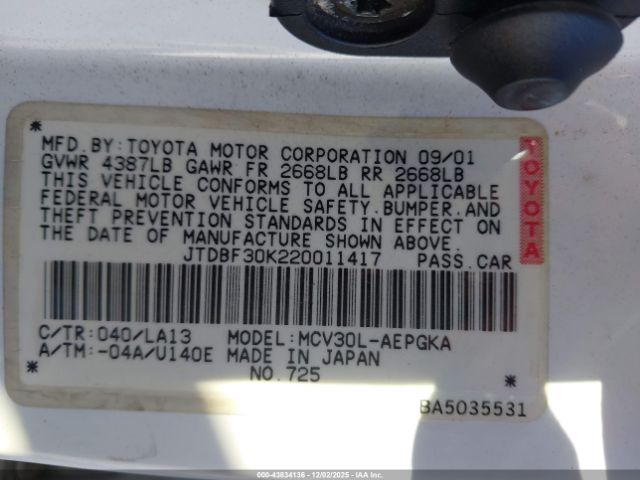 *
MFD.BY:TOYOTA MOTOR CORPORATION 09/01
GVWR 4387LB GAWR FR 2668LB RR 2668LB
THIS VEHICLE CONFORMS TO ALL APPLICABLE
FEDERAL MOTOR VEHICLE SAFETY.BUMPER.AND
THEFT PREVENTION STANDARDS IN EFFECT ON
THE DATE OF MANUFACTURE SHOWN ABOVE.
JTDBF30K220011417 PASS.CAR
TOYOTA
C/TR:040/LA13 MODEL:MCV30L-AEPGKA
A/TM:-04A/U140E MADE IN JAPAN
* NO.725 *
BA5035531
000-43834136 | 12/02/2025 | IAA Inc.